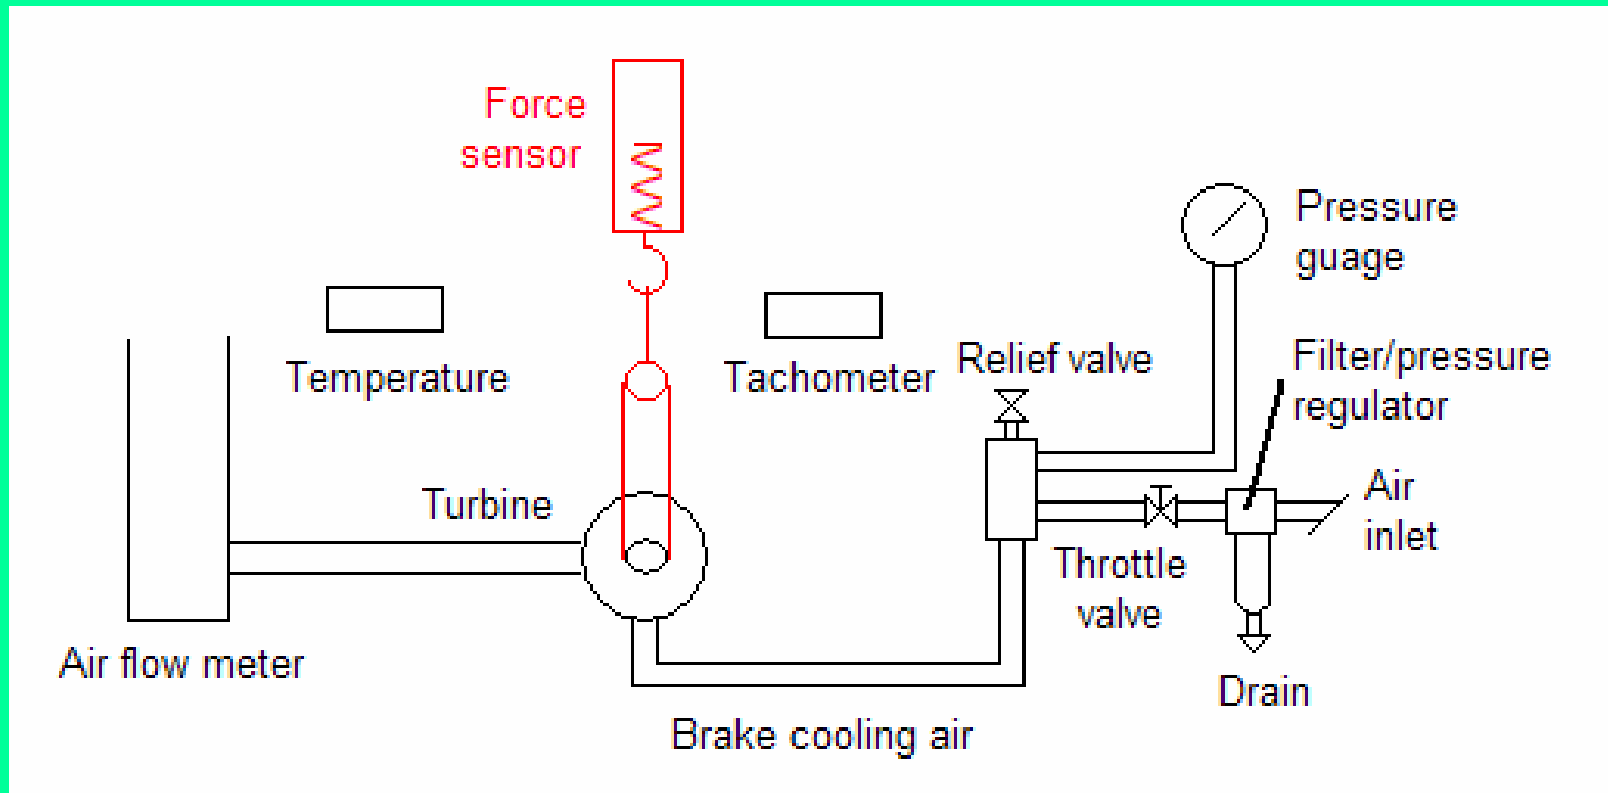 Force
sensor
Pressure
guage
Temperature
Tachometer
Relief valve
Filter/pressure
regulator
Turbine
Air
inlet
Throttle
valve
Air flow meter
Drain
Brake cooling air